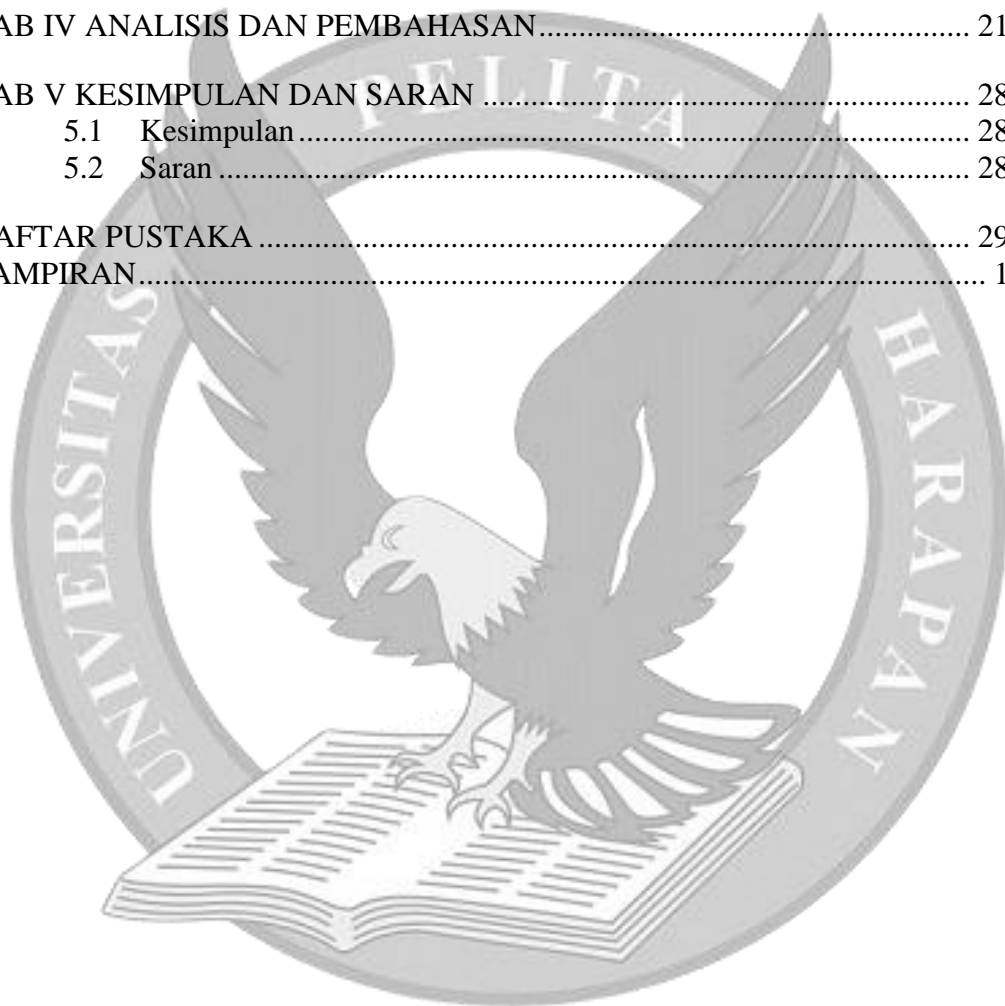 AB IV ANALISIS DAN PEMBAHASAN.......................................................... 21
AB V KESIMPULAN DAN SARAN ................................................................. 28
5.1 Kesimpulan ....................................................................................... 28
5.2 Saran .................................................................................................. 28
AFTAR PUSTAKA ............................................................................................. 29
AMPIRAN............................................................................................................ 1
UNIVERSITAS PELITA HARAPAN